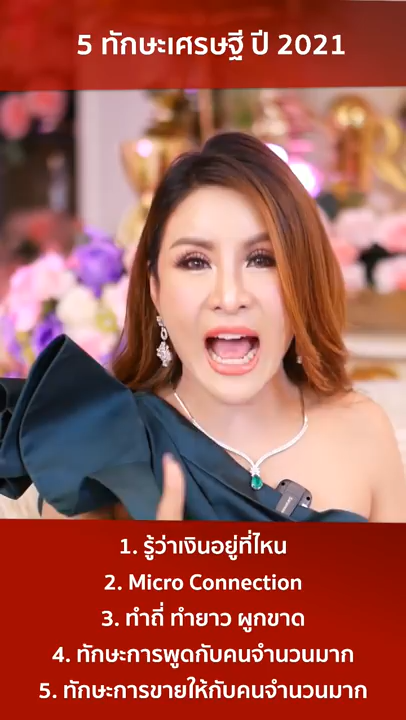 5 ทักษะเศรษฐี ปี 2021
1. รู้ว่าเงินอยู่ที่ไหน
2. Micro Connection
3. ทำถี่ ทำยาว ผูกขาด
4. ทักษะการพูดกับคนจำนวนมาก
5. ทักษะการขายให้กับคนจำนวนมาก